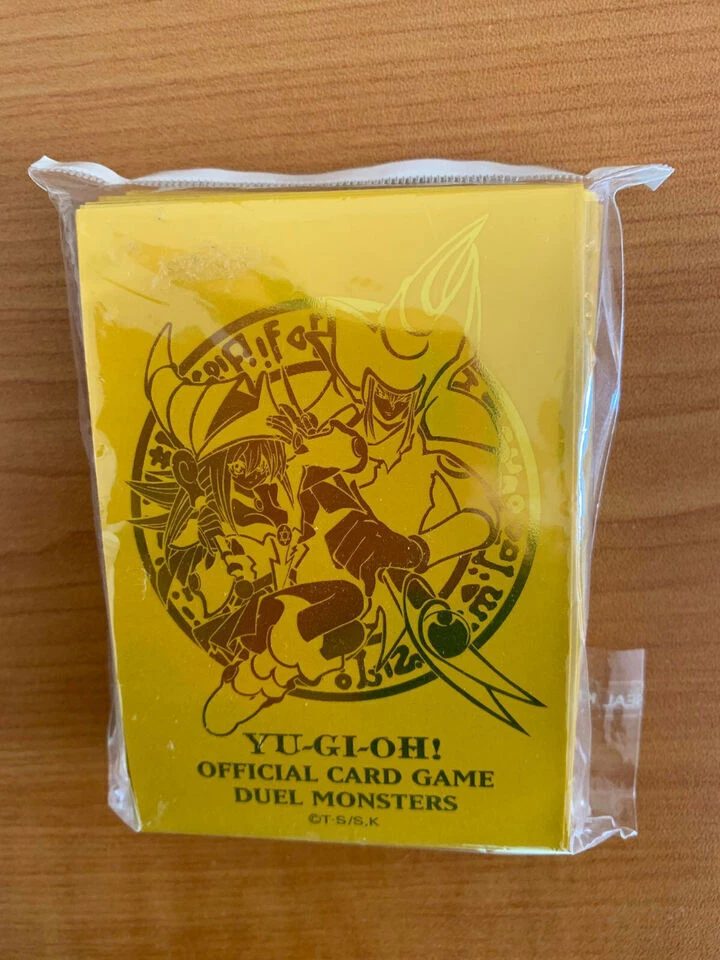 YU-GI-OH!
OFFICIAL CARD GAME
DUEL MONSTERS
©T-S/S,K